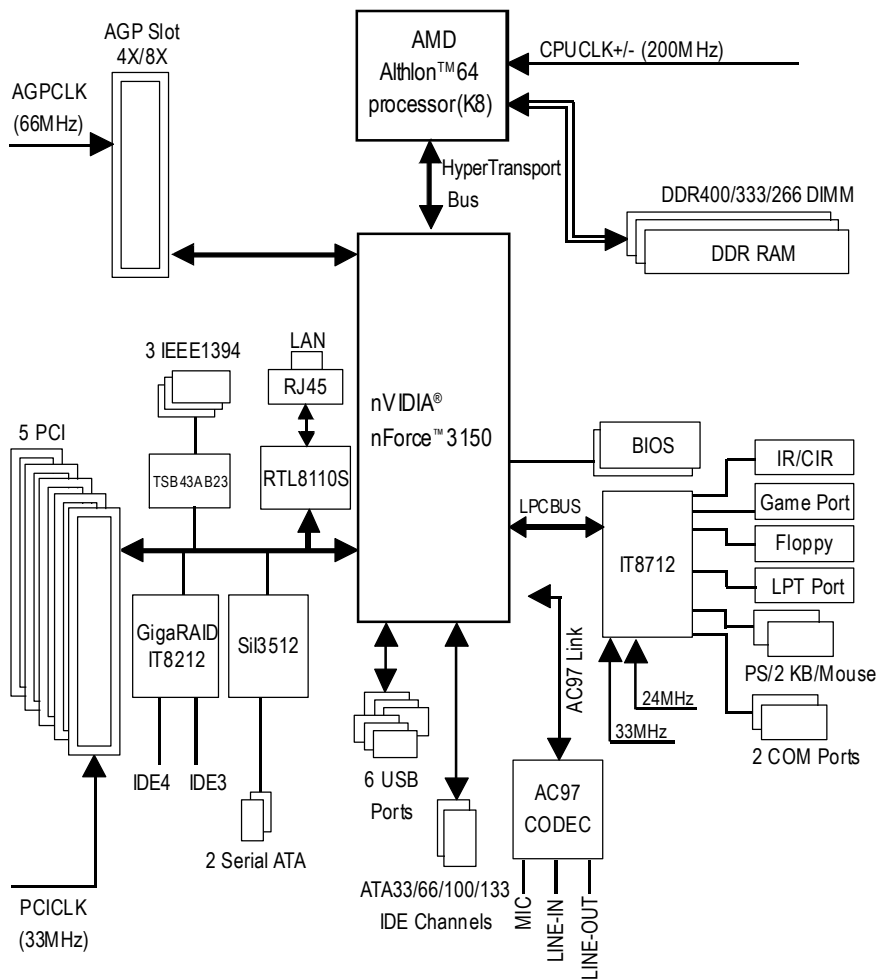 AGP Slot
4X/8X
AMD
Althlon™64
processor(K8)
CPUCLK+/- (200MHz)
AGPCLK
(66MHz)
HyperTransport
Bus
DDR400/333/266 DIMM
DDR RAM
3 IEEE1394
LAN
RJ45
nVIDIA®
nForce™3150
5 PCI
TSB43AB23
RTL8110S
BIOS
IR/CIR
Game Port
LPCBUS
IT8712
Floppy
LPT Port
GigaRAID
IT8212
SiI3512
AC97 Link
PS/2 KB/Mouse
24MHz
33MHz
2 COM Ports
IDE4
IDE3
6 USB
Ports
AC97
CODEC
2 Serial ATA
ATA33/66/100/133
IDE Channels
MIC
LINE-IN
LINE-OUT
PCICLK
(33MHz)